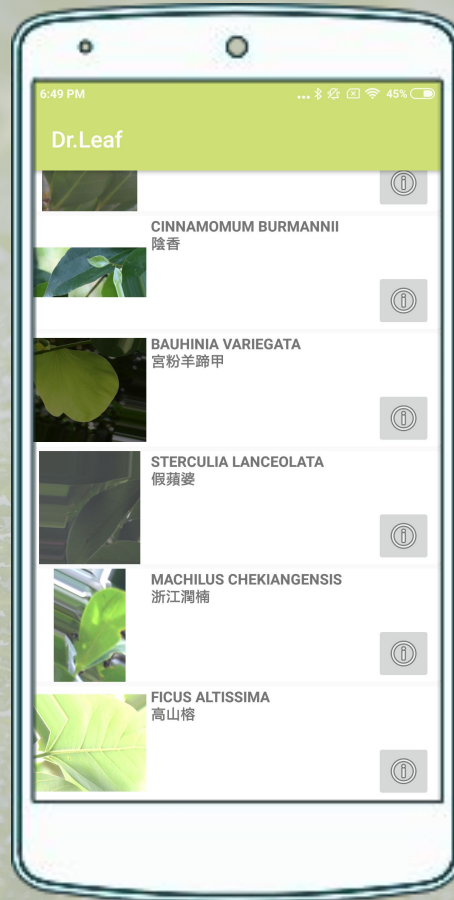 6:49 PM
... 45%
Dr.Leaf
CINNAMOMUM BURMANNII
陰香
BAUHINIA VARIEGATA
宮粉羊蹄甲
STERCULIA LANCEOLATA
假蘋婆
MACHILUS CHEKIANGENSIS
浙江潤楠
FICUS ALTISSIMA
高山榕